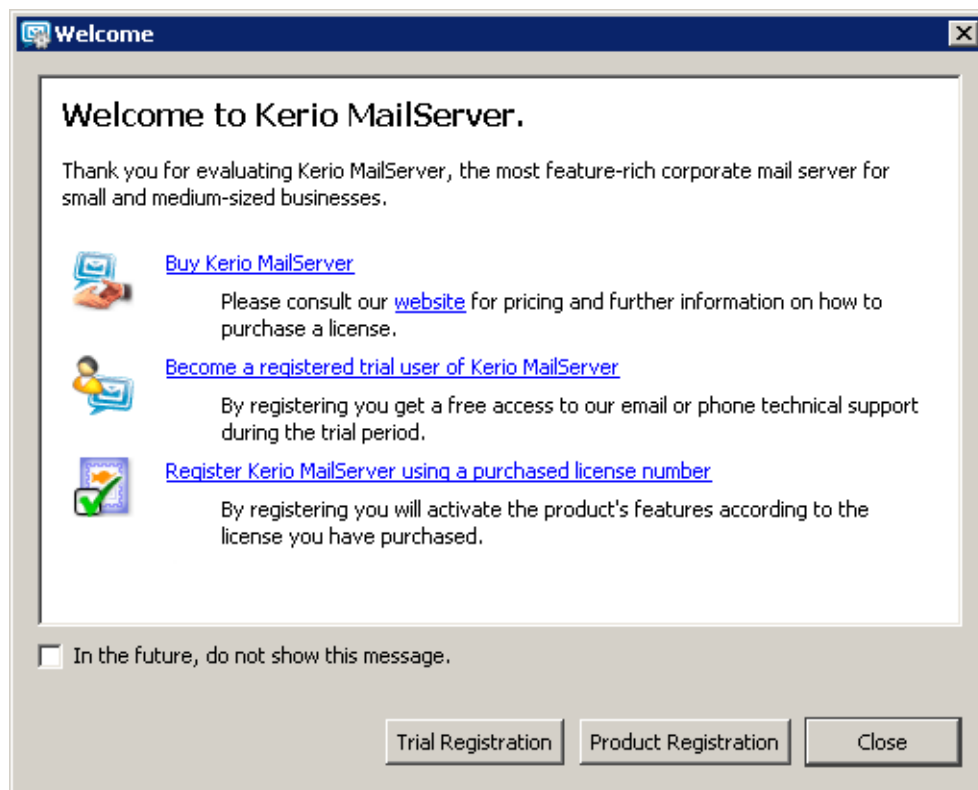 Welcome
Welcome to Kerio MailServer.
Thank you for evaluating Kerio MailServer, the most feature-rich corporate mail server for
small and medium-sized businesses.
Buy Kerio MailServer
Please consult our website for pricing and further information on how to
purchase a license.
Become a registered trial user of Kerio MailServer
By registering you get a free access to our email or phone technical support
during the trial period.
Register Kerio MailServer using a purchased license number
By registering you will activate the product's features according to the
license you have purchased.
In the future, do not show this message.
Trial Registration Product Registration Close